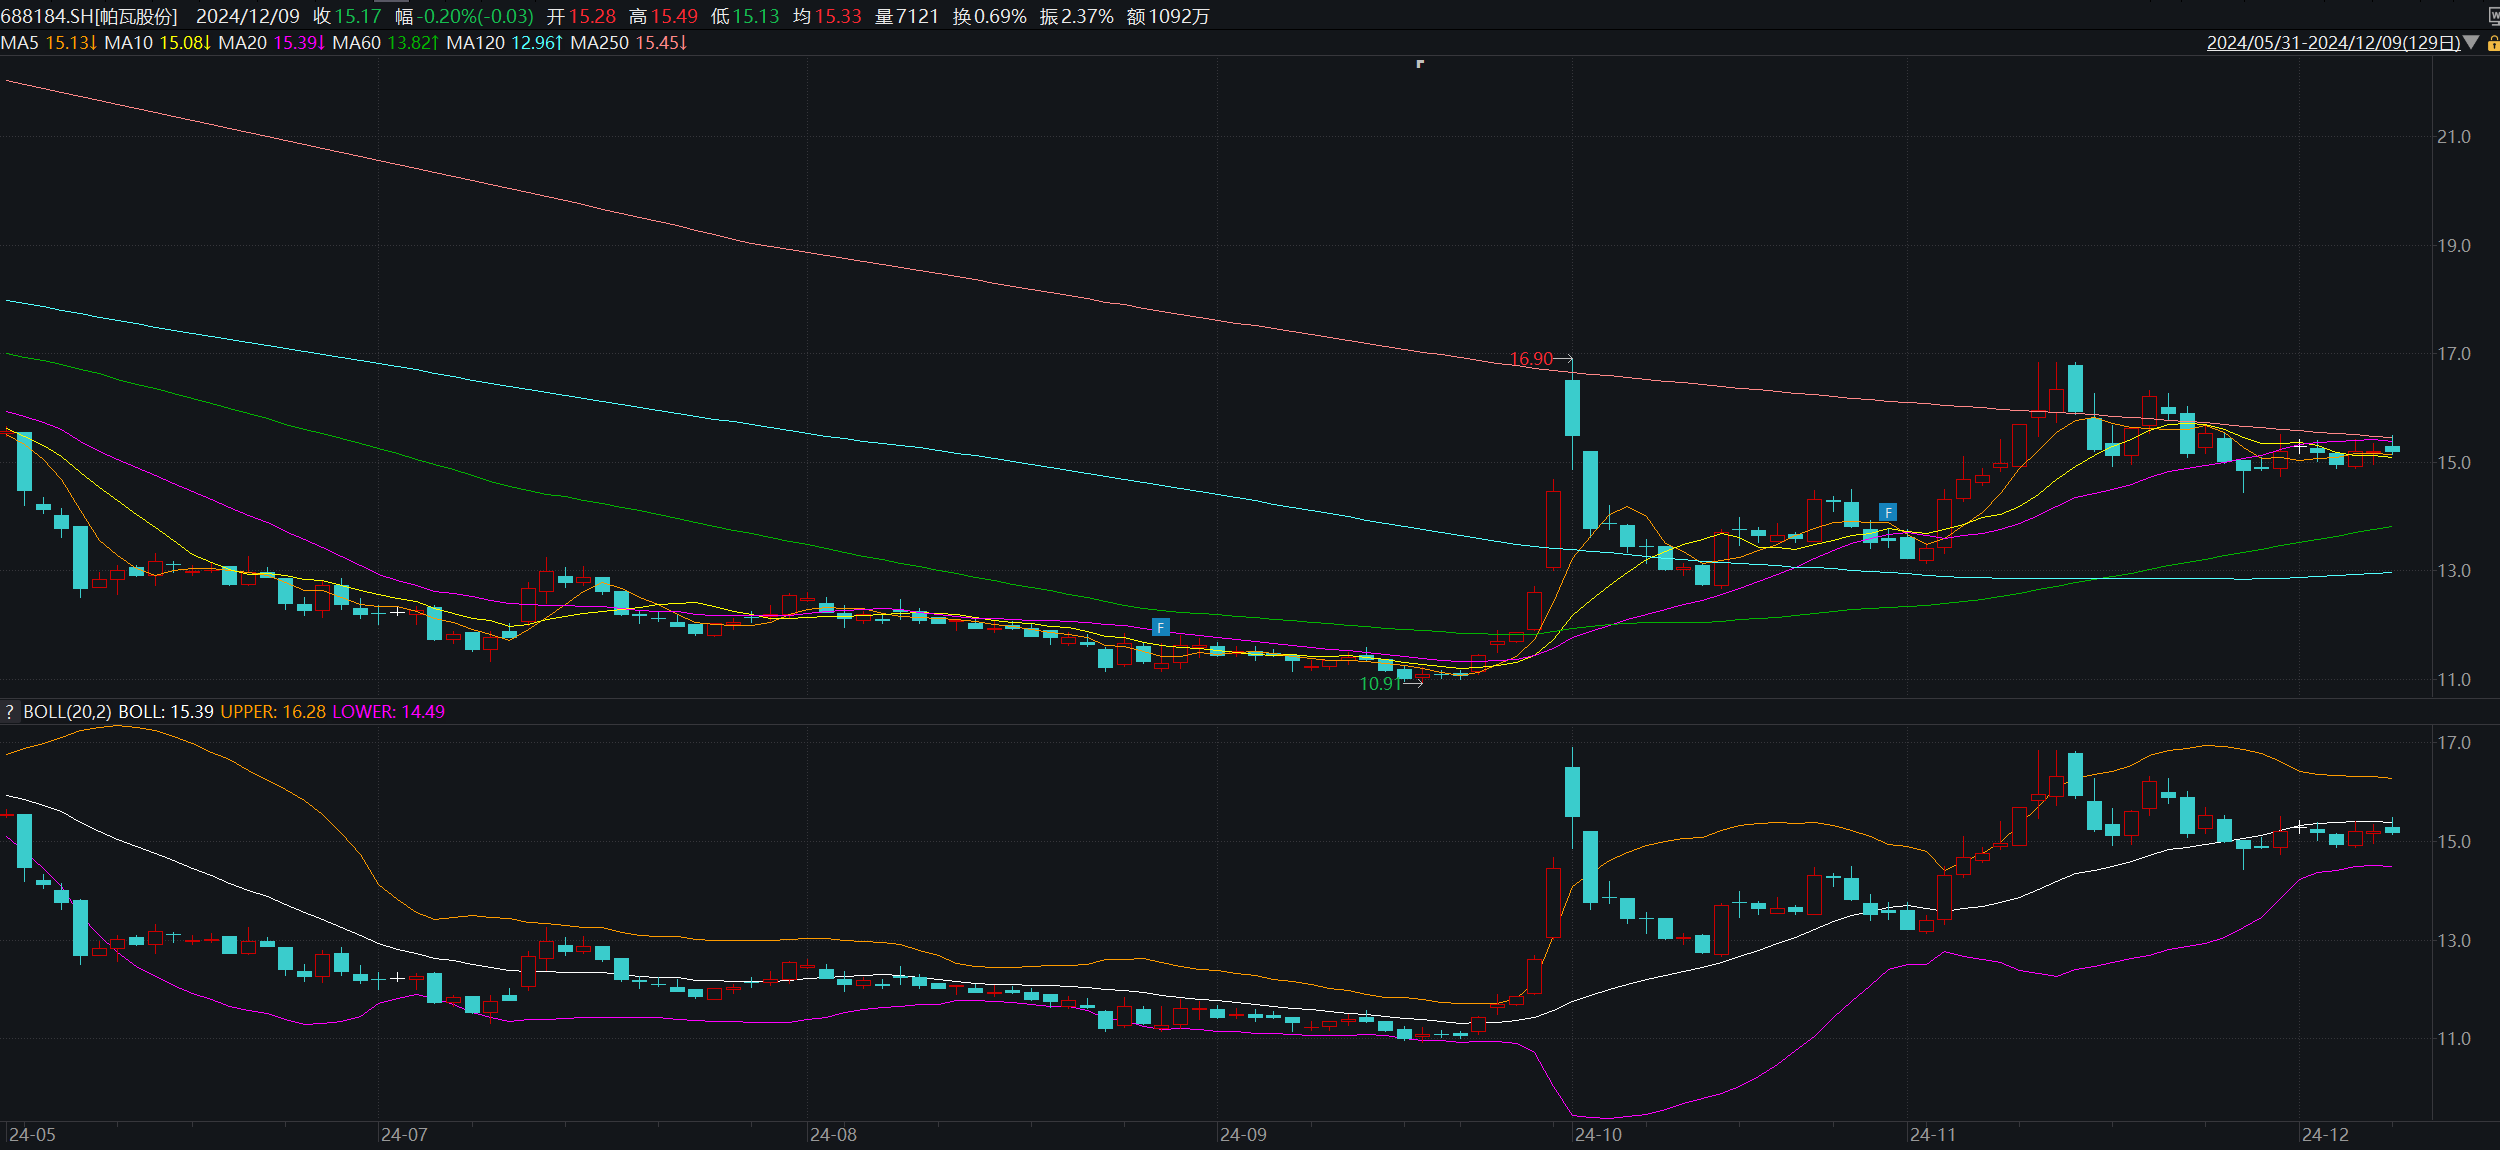 688184.SH[帕瓦股份] 2024/12/09 收15.17 幅-0.20%(-0.03) 开15.28 高15.49 低15.13 均15.33 量7121 换0.69% 振2.37% 额1092万
MA5 15.13↓ MA10 15.08↓ MA20 15.39↓ MA60 13.82↑ MA120 12.96↑ MA250 15.45↓ 2024/05/31-2024/12/09(129日)
21.0
19.0
17.0
16.90
15.0
F
13.0
F
11.0
10.91
? BOLL(20,2) BOLL: 15.39 UPPER: 16.28 LOWER: 14.49
17.0
15.0
13.0
11.0
24-05 24-07 24-08 24-09 24-10 24-11 24-12